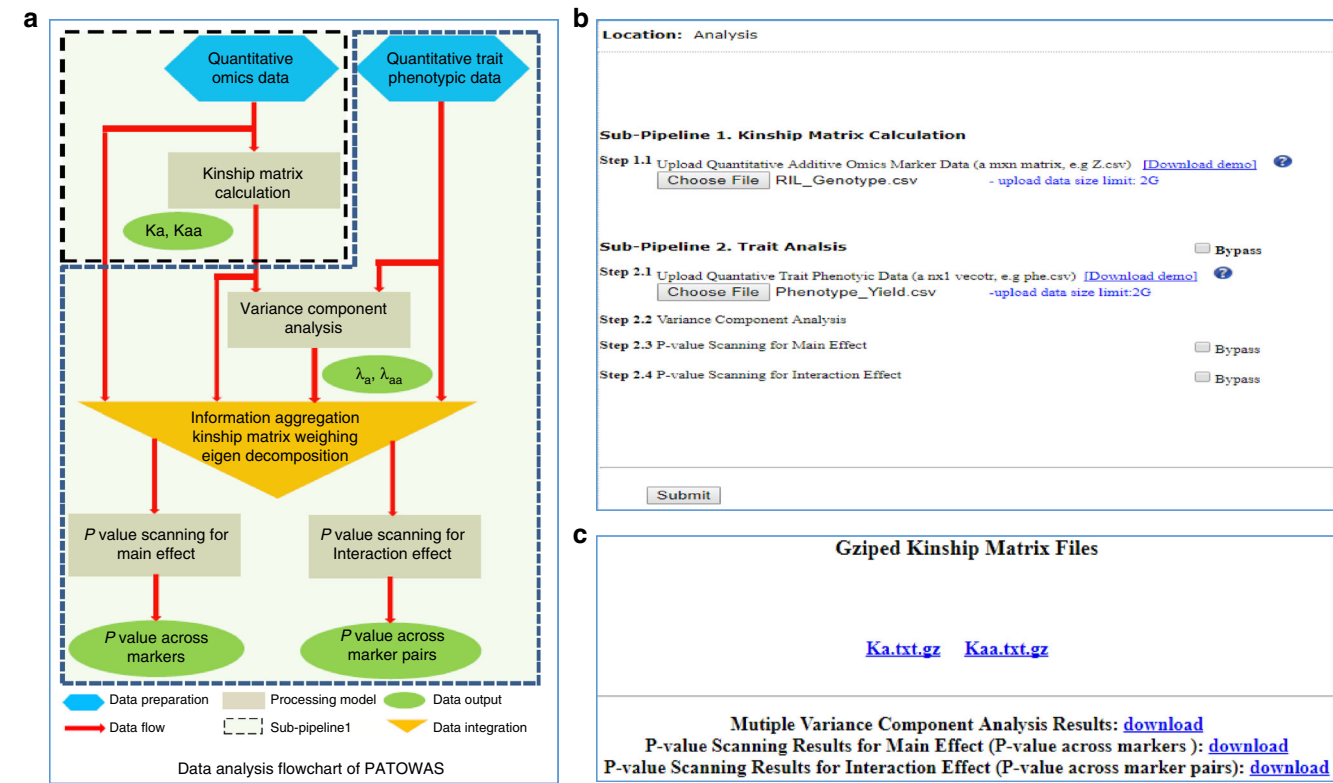 a
Quantitative
omics data
Quantitative trait
phenotypic data
Kinship matrix
calculation
Ka, Kaa
Variance component
analysis
λa, λaa
Information aggregation
kinship matrix weighing
eigen decomposition
P value scanning for
main effect
P value scanning for
Interaction effect
P value across
markers
P value across
marker pairs
Data preparation
Processing model
Data output
Data flow
Sub-pipeline1
Data integration
Data analysis flowchart of PATOWAS
b
Location: Analysis
Sub-Pipeline 1. Kinship Matrix Calculation
Step 1.1 Upload Quantitative Additive Omics Marker Data (a mxn matrix, e.g Z.csv) [Download demo] ?
Choose File RIL_Genotype.csv - upload data size limit: 2G
Sub-Pipeline 2. Trait Analsis Bypass
Step 2.1 Upload Quantative Trait Phenotyic Data (a nx1 vecotr, e.g phe.csv) [Download demo] ?
Choose File Phenotype_Yield.csv -upload data size limit:2G
Step 2.2 Variance Component Analysis
Step 2.3 P-value Scanning for Main Effect Bypass
Step 2.4 P-value Scanning for Interaction Effect Bypass
Submit
c
Gziped Kinship Matrix Files
Ka.txt.gz Kaa.txt.gz
Mutiple Variance Component Analysis Results: download
P-value Scanning Results for Main Effect (P-value across markers ): download
P-value Scanning Results for Interaction Effect (P-value across marker pairs): download